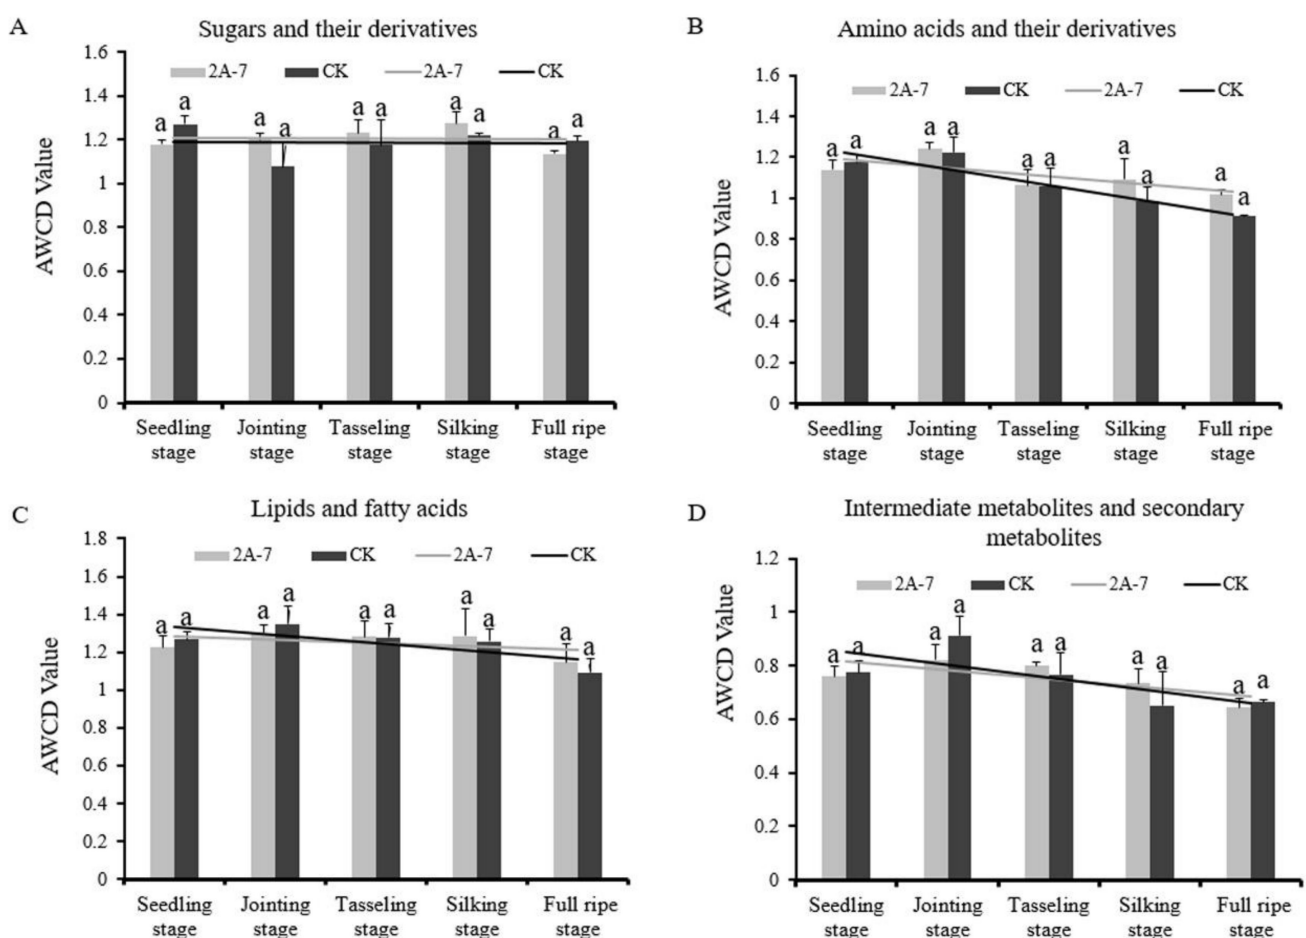 A
Sugars and their derivatives
1.6
1.4
1.2
1
0.8
0.6
0.4
0.2
0
AWCD Value
2A-7 CK 2A-7 CK
a a a a a a a a a a
Seedling Jointing Tasseling Silking Full ripe
stage stage stage stage stage
B
Amino acids and their derivatives
1.6
1.4
1.2
1
0.8
0.6
0.4
0.2
0
AWCD Value
2A-7 CK 2A-7 CK
a a a a a a a a a a
Seedling Jointing Tasseling Silking Full ripe
stage stage stage stage stage
C
Lipids and fatty acids
1.8
1.6
1.4
1.2
1
0.8
0.6
0.4
0.2
0
AWCD Value
2A-7 CK 2A-7 CK
a a a a a a a a a a
Seedling Jointing Tasseling Silking Full ripe
stage stage stage stage stage
D
Intermediate metabolites and secondary
metabolites
1.2
1
0.8
0.6
0.4
0.2
0
AWCD Value
2A-7 CK 2A-7 CK
a a a a a a a a a a
Seedling Jointing Tasseling Silking Full ripe
stage stage stage stage stage